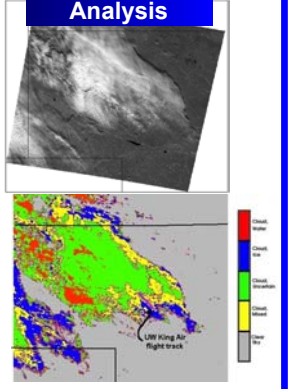 Analysis
Cloud,
Water
Cloud,
Ice
Cloud,
Uncertain
Cloud,
Mixed
Clear
Sky
UW King Air
flight track